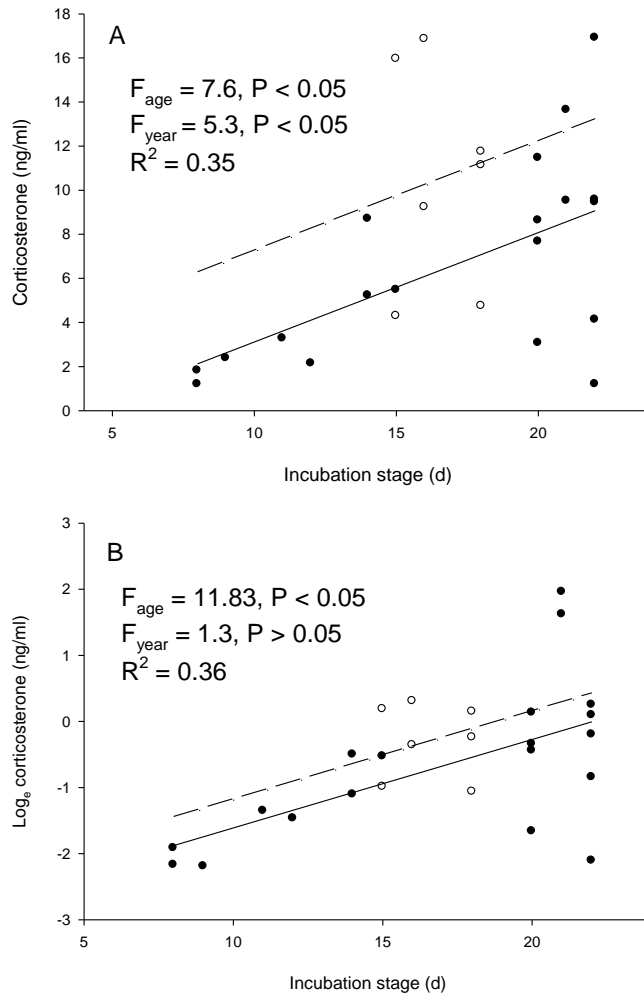 A
F_age = 7.6, P < 0.05
F_year = 5.3, P < 0.05
R² = 0.35
Corticosterone (ng/ml)
18
16
14
12
10
8
6
4
2
0
5 10 15 20
Incubation stage (d)
B
F_age = 11.83, P < 0.05
F_year = 1.3, P > 0.05
R² = 0.36
Log_e corticosterone (ng/ml)
3
2
1
0
-1
-2
-3
5 10 15 20
Incubation stage (d)